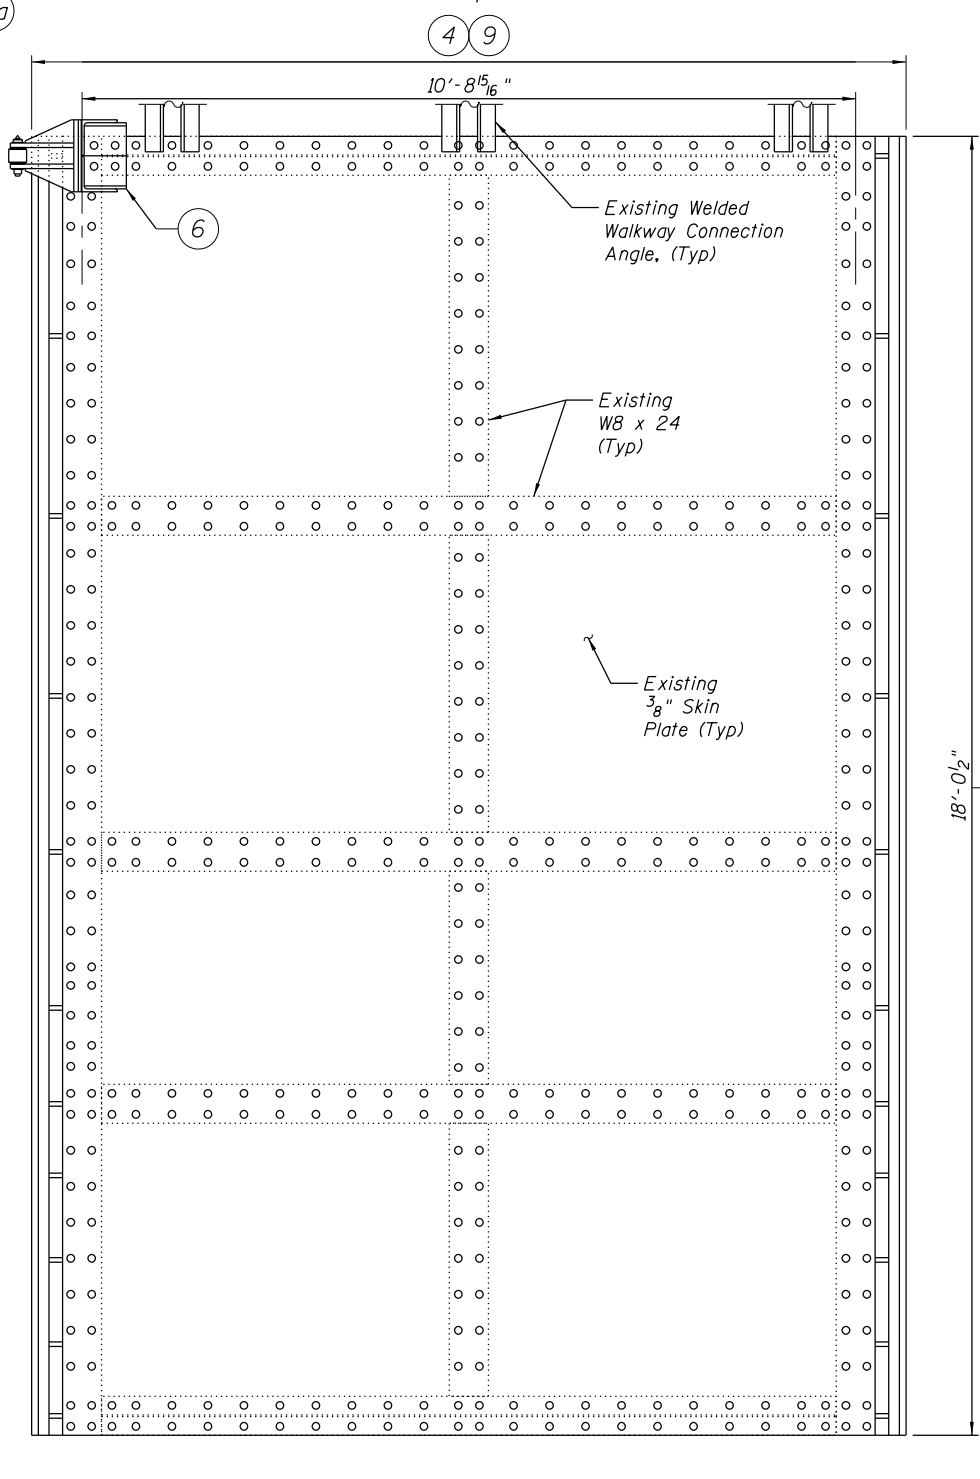 a
4 9
10'-8 15/16"
6
Existing Welded
Walkway Connection
Angle, (Typ)
Existing
W8 x 24
(Typ)
Existing
3/8" Skin
Plate (Typ)
18'-0 1/2"